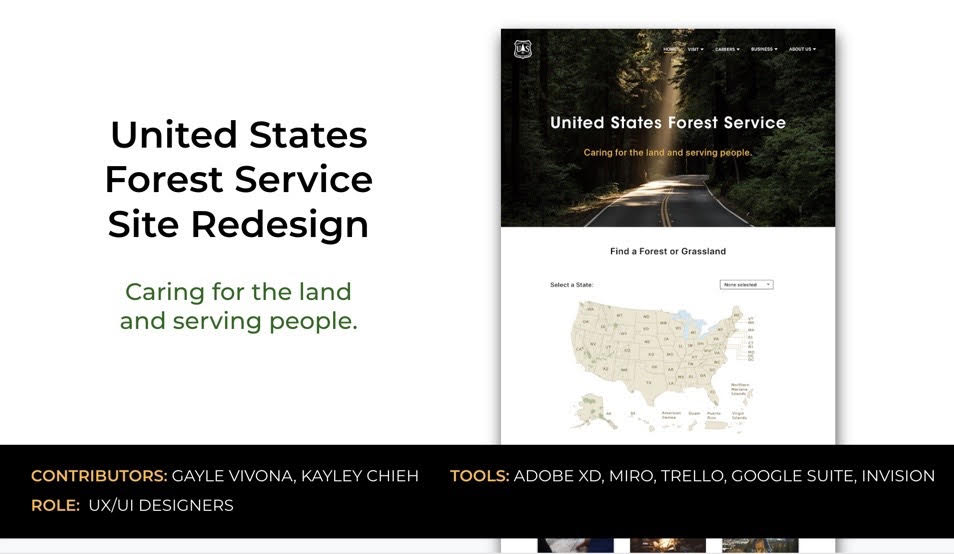 United States
Forest Service
Site Redesign
Caring for the land
and serving people.
HOME VISIT CAREERS BUSINESS ABOUT US
United States Forest Service
Caring for the land and serving people.
Find a Forest or Grassland
Select a State:
None selected
Northern
Mariana
Islands
American
Samoa
Guam
Puerto
Rico
Virgin
Islands
CONTRIBUTORS: GAYLE VIVONA, KAYLEY CHIEH
TOOLS: ADOBE XD, MIRO, TRELLO, GOOGLE SUITE, INVISION
ROLE: UX/UI DESIGNERS